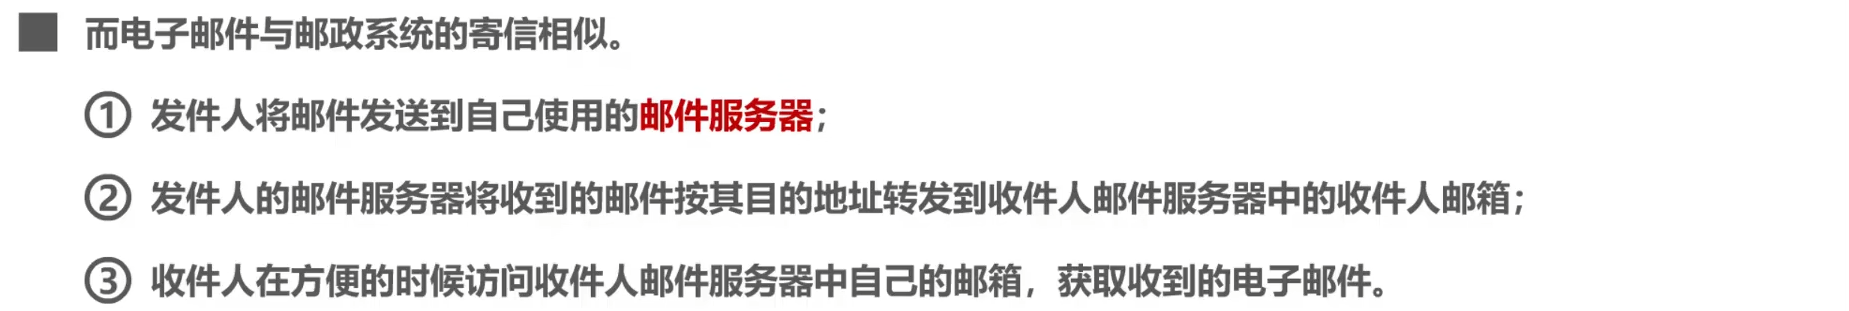 而电子邮件与邮政系统的寄信相似。
① 发件人将邮件发送到自己使用的邮件服务器；
② 发件人的邮件服务器将收到的邮件按其目的地址转发到收件人邮件服务器中的收件人邮箱；
③ 收件人在方便的时候访问收件人邮件服务器中自己的邮箱，获取收到的电子邮件。